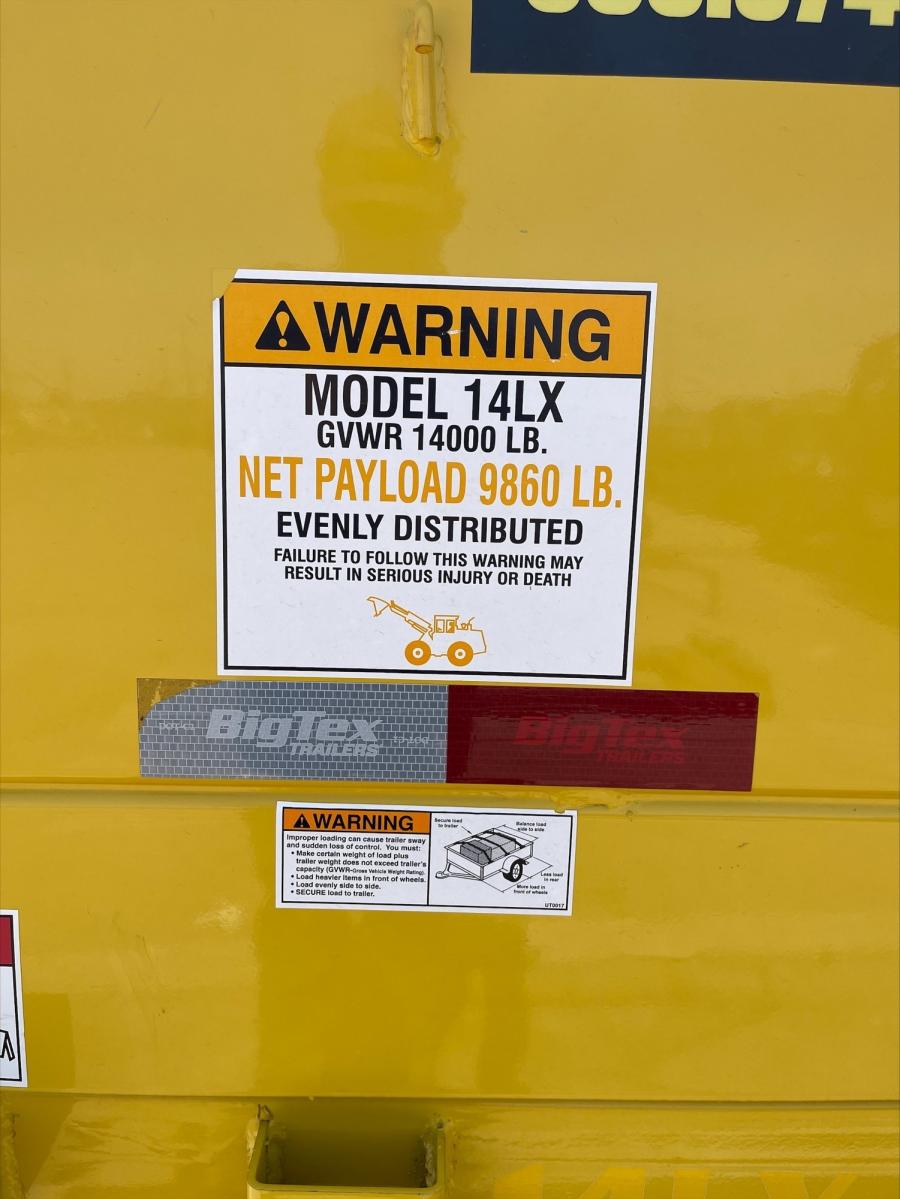 WARNING
MODEL 14LX
GVWR 14000 LB.
NET PAYLOAD 9860 LB.
EVENLY DISTRIBUTED
FAILURE TO FOLLOW THIS WARNING MAY
RESULT IN SERIOUS INJURY OR DEATH
BigTex
TRAILERS
BigTex
TRAILERS
WARNING
Improper loading can cause trailer sway
and sudden loss of control. You must:
• Make certain weight of load plus
trailer weight does not exceed trailer's
capacity (GVWR-Gross Vehicle Weight Rating).
• Load heavier items in front of wheels.
• Load evenly side to side.
• SECURE load to trailer.
Secure load
to trailer
Balance load
side to side
Less load
in rear
More load in
front of wheels
UT0017
14LX